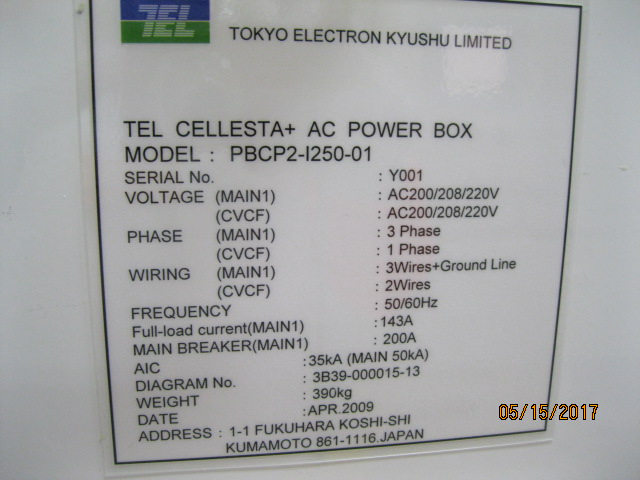 TEL
TOKYO ELECTRON KYUSHU LIMITED
TEL CELLESTA+ AC POWER BOX
MODEL : PBCP2-I250-01
SERIAL No. : Y001
VOLTAGE (MAIN1) : AC200/208/220V
(CVCF) : AC200/208/220V
PHASE (MAIN1) : 3 Phase
(CVCF) : 1 Phase
WIRING (MAIN1) : 3Wires+Ground Line
(CVCF) : 2Wires
FREQUENCY : 50/60Hz
Full-load current(MAIN1) :143A
MAIN BREAKER(MAIN1) : 200A
AIC :35kA (MAIN 50kA)
DIAGRAM No. : 3B39-000015-13
WEIGHT : 390kg
DATE :APR.2009
ADDRESS : 1-1 FUKUHARA KOSHI-SHI
KUMAMOTO 861-1116.JAPAN
05/15/2017